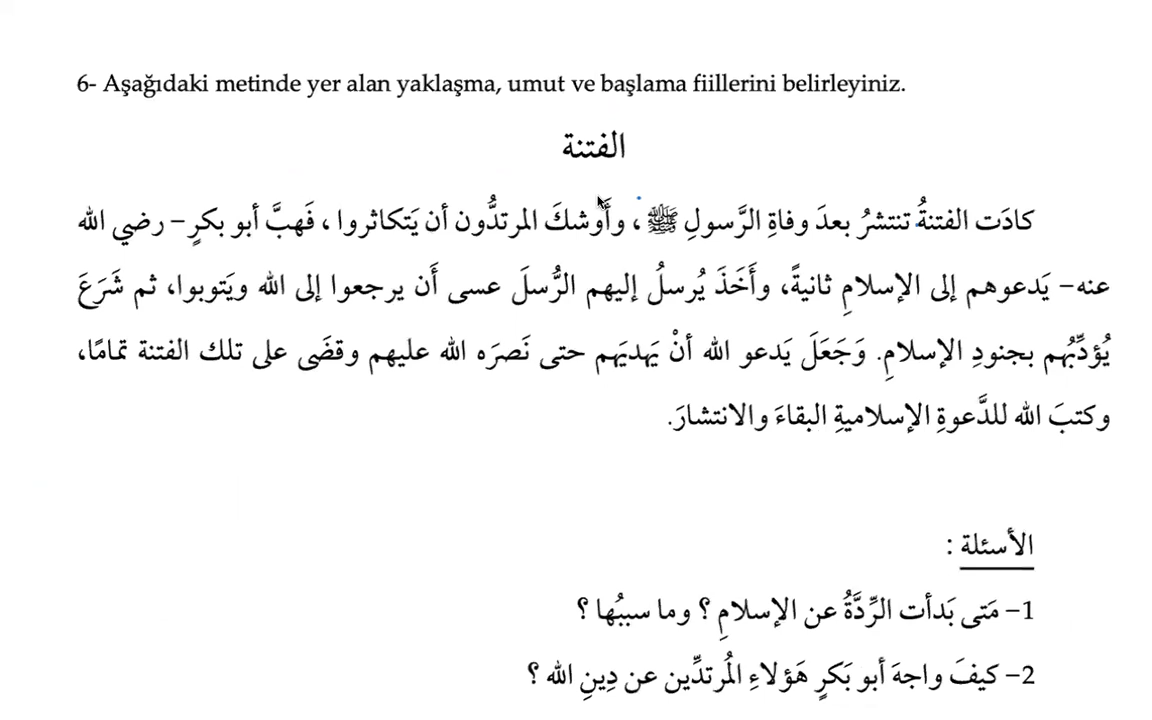 6- Aşağıdaki metinde yer alan yaklaşma, umut ve başlama fiillerini belirleyiniz.
الفتنة
كادَت الفتنةُ تنتشرُ بعدَ وفاةِ الرَّسولِ ﷺ ، وأَوشكَ المرتدُّون أن يَتكاثروا ، فَهبَّ أبو بكرٍ – رضي الله
عنه – يَدعوهم إلى الإسلامِ ثانيةً، وأَخَذَ يُرسلُ إليهم الرُّسلَ عسى أَن يرجعوا إلى الله ويَتوبوا، ثم شَرَعَ
يُؤدِّبُهُم بجنودِ الإسلامِ. وَجَعَلَ يَدعو الله أنْ يَهديَهم حتى نَصرَه الله عليهم وقضَى على تلك الفتنة تمامًا،
وكتبَ الله للدَّعوةِ الإسلاميةِ البقاءَ والانتشارَ.
الأسئلة :
1– مَتى بَدأت الرِّدَّةُ عن الإسلامِ ؟ وما سببُها ؟
2– كيفَ واجهَ أبو بَكرٍ هَؤلاءِ المُرتدِّين عن دِينِ الله ؟